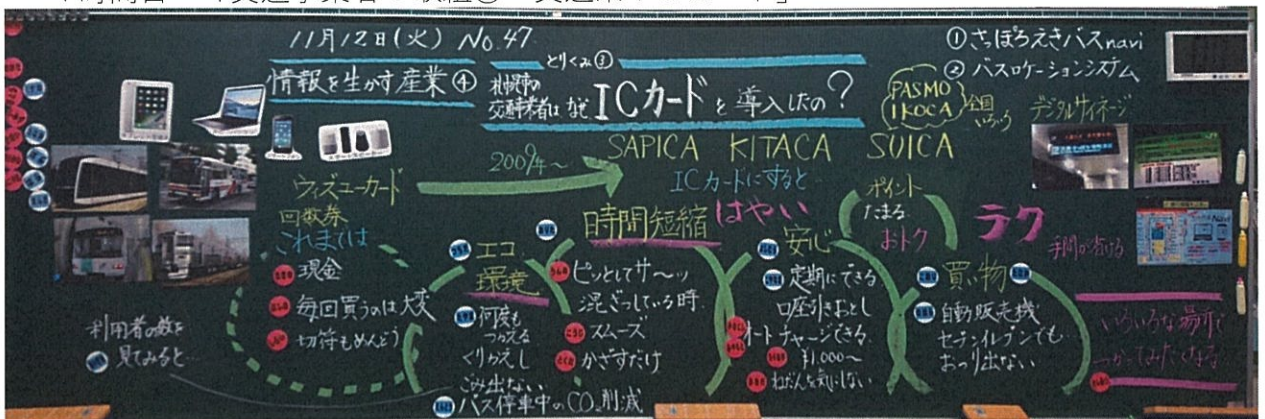 11月12日(火) No.47
情報を生かす産業④
とりくみ③
札幌市の
交通事業者は なぜ ICカードを導入したの?
①さっぽろえきバスnavi
②バスロケーションシステム
PASMO
IKOCA
全国
いろいろ
デジタルサイネージ
SAPICA KITACA SUICA
2009年〜
ICカードにすると
ウィズユーカード
回数券
これまでは
現金
毎回買うのは大変
切符もめんどう
利用者の数を
見てみると…
エコ
環境
何度も
つかえる
くりかえし
ごみ出ない
バス停車中のCO₂削減
時間短縮 はやい
ピッとしてサ〜ッ
混ざっている時
スムーズ
かざすだけ
安心
定期にできる
口座引きおとし
オートチャージできる
¥1,000〜
ねだんを気にしない
ポイント
たまる
おトク
ラク
手間が省ける
買い物
自動販売機
セブンイレブンでも…
おつり出ない
いろいろな場所で